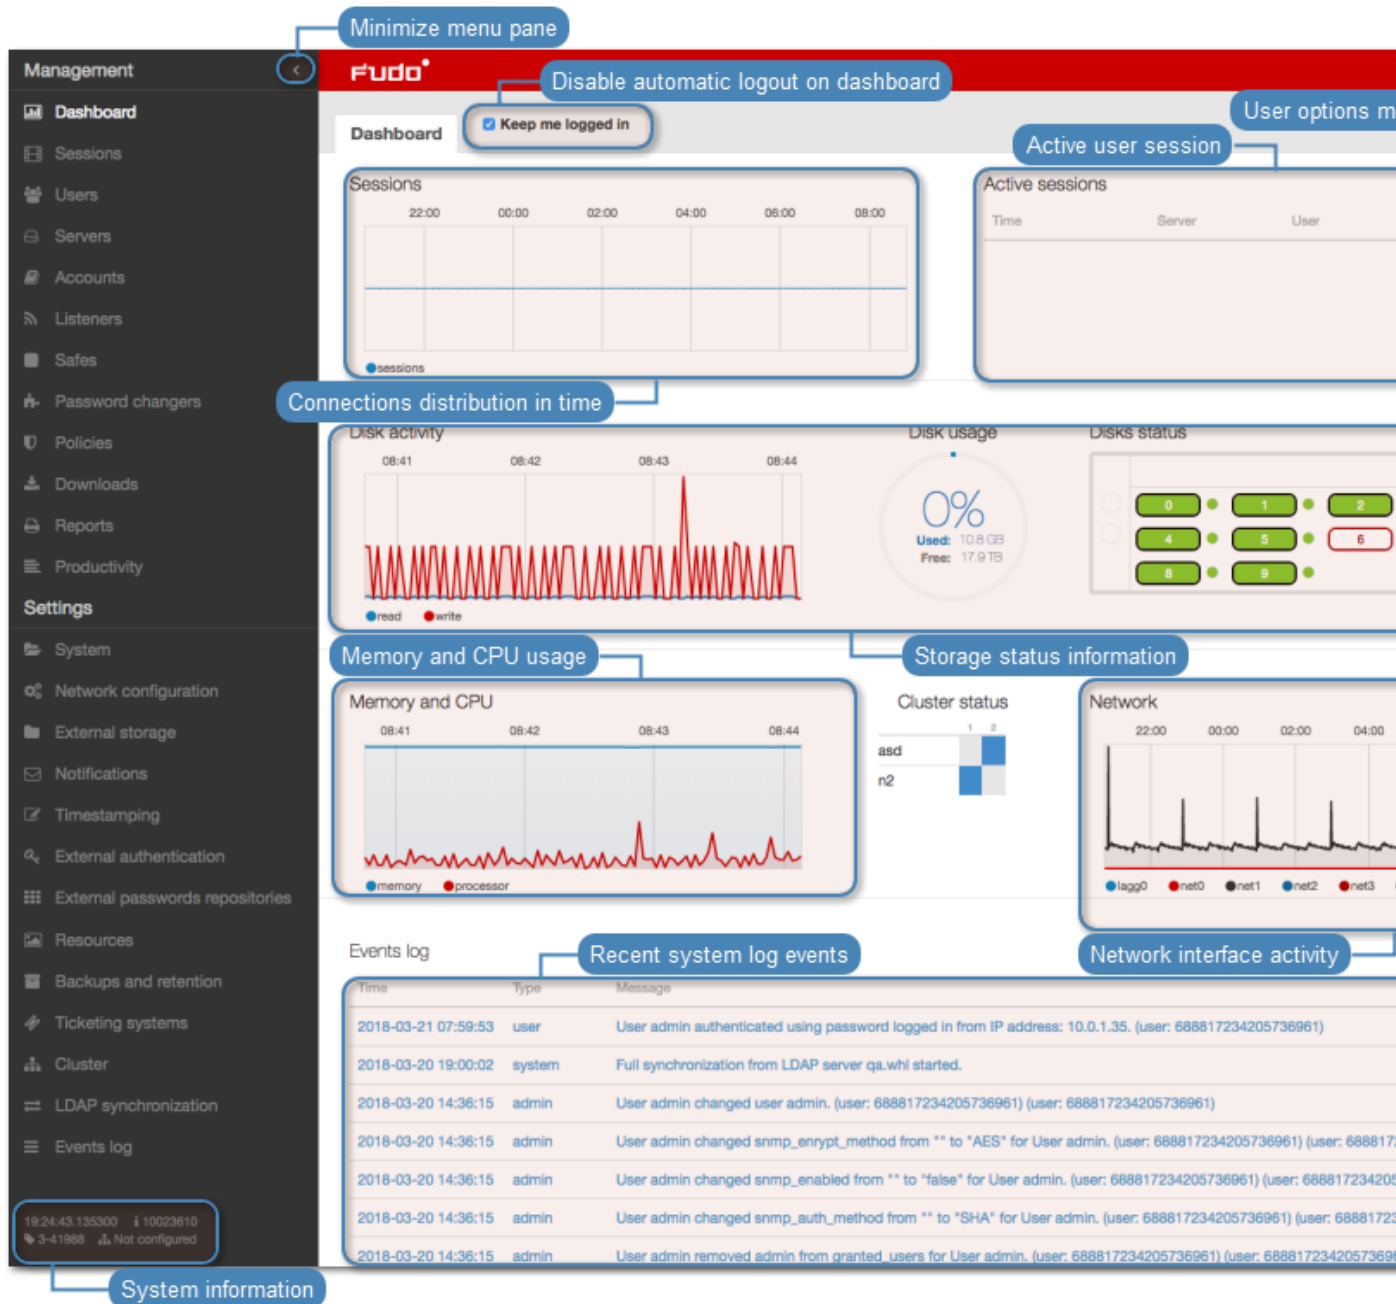 Minimize menu pane
Management
Fudo
Disable automatic logout on dashboard
Dashboard
Keep me logged in
User options m
Active user session
Dashboard
Sessions
Users
Servers
Accounts
Listeners
Safes
Password changers
Policies
Downloads
Reports
Productivity
Settings
System
Network configuration
External storage
Notifications
Timestamping
External authentication
External passwords repositories
Resources
Backups and retention
Ticketing systems
Cluster
LDAP synchronization
Events log
19:24:43.135300 i 10023610
3-41988 Not configured
System information
Sessions
22:00 00:00 02:00 04:00 06:00 08:00
sessions
Connections distribution in time
Active sessions
Time Server User
Disk activity
08:41 08:42 08:43 08:44
read write
Disk usage
0%
Used: 10.8 GB
Free: 17.9 TB
Disks status
0 1 2
4 5 6
8 9
Storage status information
Memory and CPU usage
Memory and CPU
08:41 08:42 08:43 08:44
memory processor
Cluster status
1 2
asd
n2
Network
22:00 00:00 02:00 04:00
lagg0 net0 net1 net2 net3
Network interface activity
Events log
Recent system log events
Time Type Message
2018-03-21 07:59:53 user User admin authenticated using password logged in from IP address: 10.0.1.35. (user: 688817234205736961)
2018-03-20 19:00:02 system Full synchronization from LDAP server qa.whl started.
2018-03-20 14:36:15 admin User admin changed user admin. (user: 688817234205736961) (user: 688817234205736961)
2018-03-20 14:36:15 admin User admin changed snmp_enrypt_method from "" to "AES" for User admin. (user: 688817234205736961) (user: 6888172
2018-03-20 14:36:15 admin User admin changed snmp_enabled from "" to "false" for User admin. (user: 688817234205736961) (user: 688817234205
2018-03-20 14:36:15 admin User admin changed snmp_auth_method from "" to "SHA" for User admin. (user: 688817234205736961) (user: 68881723
2018-03-20 14:36:15 admin User admin removed admin from granted_users for User admin. (user: 688817234205736961) (user: 68881723420573696